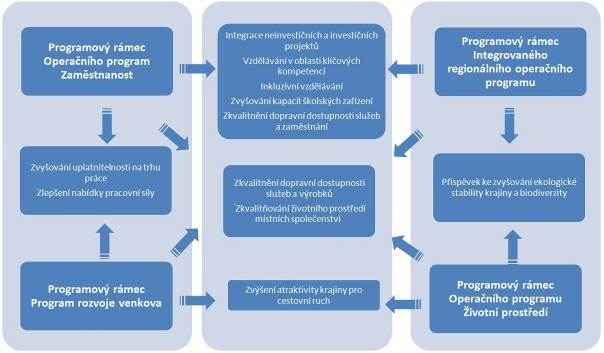 Programový rámec
Operační program
Zaměstnanost
Zvyšování uplatnitelnosti na trhu
práce
Zlepšení nabídky pracovní síly
Programový rámec
Program rozvoje venkova
Integrace neinvestičních a investičních
projektů
Vzdělávání v oblasti klíčových
kompetencí
Inkluzívní vzdělávání
Zvyšování kapacit školských zařízení
Zkvalitnění dopravní dostupnosti služeb
a zaměstnání
Zkvalitnění dopravní dostupnosti
služeb a výrobků
Zkvalitňování životního prostředí
místních společenství
Zvýšení atraktivity krajiny pro
cestovní ruch
Programový rámec
Integrovaného
regionálního operačního
programu
Příspěvek ke zvyšování ekologické
stability krajiny a biodiverzity
Programový rámec
Operačního programu
Životní prostředí